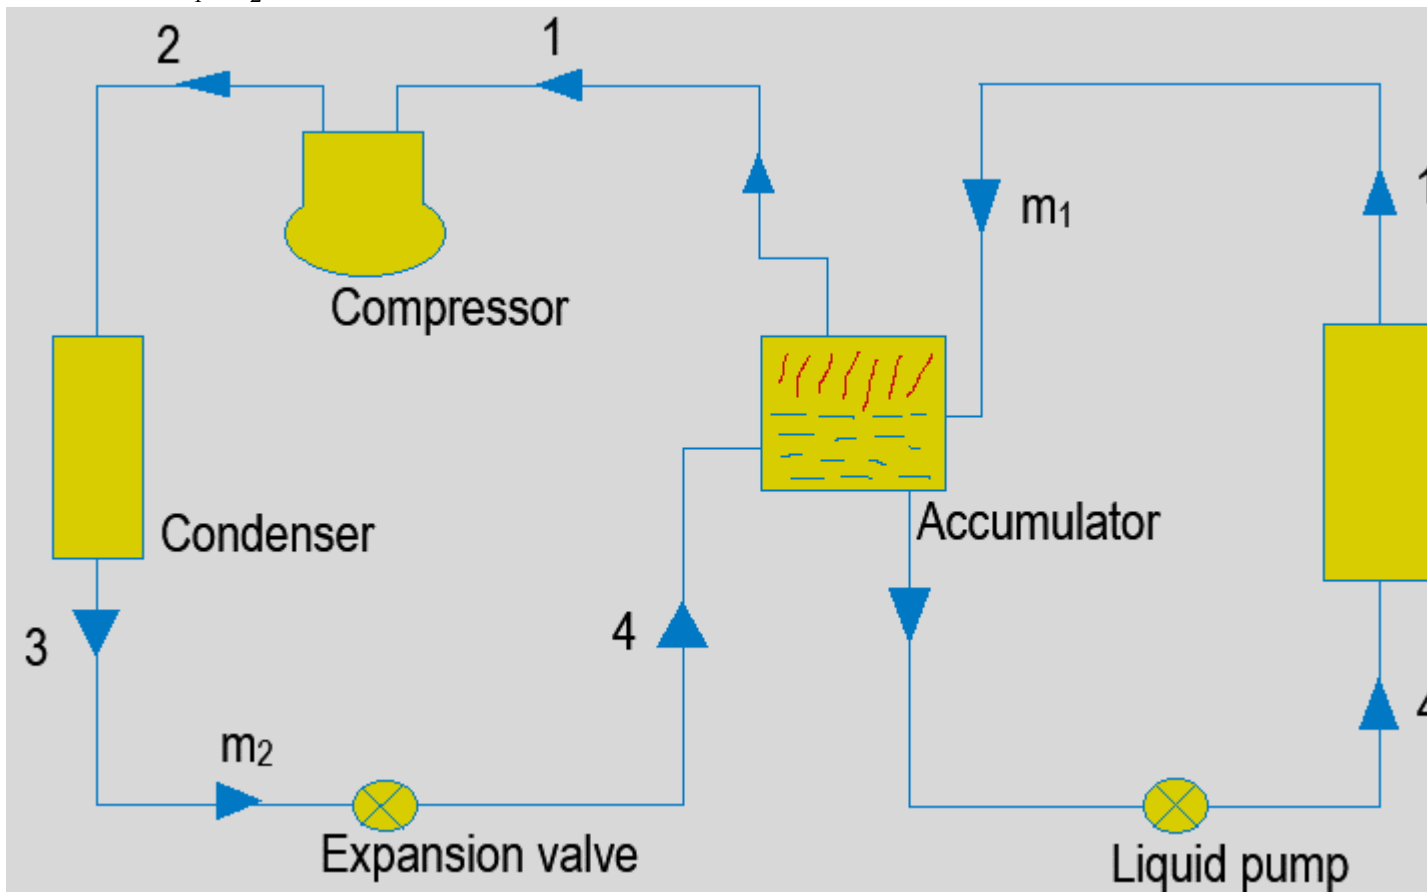 2
1
m₁
Compressor
Accumulator
Condenser
3
4
m₂
Expansion valve
Liquid pump